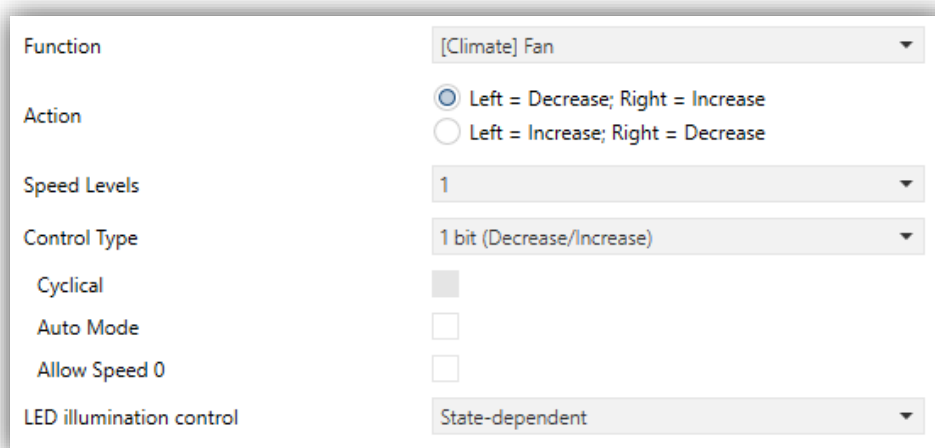 Function [Climate] Fan
Action
Left = Decrease; Right = Increase
Left = Increase; Right = Decrease
Speed Levels 1
Control Type 1 bit (Decrease/Increase)
Cyclical
Auto Mode
Allow Speed 0
LED illumination control State-dependent